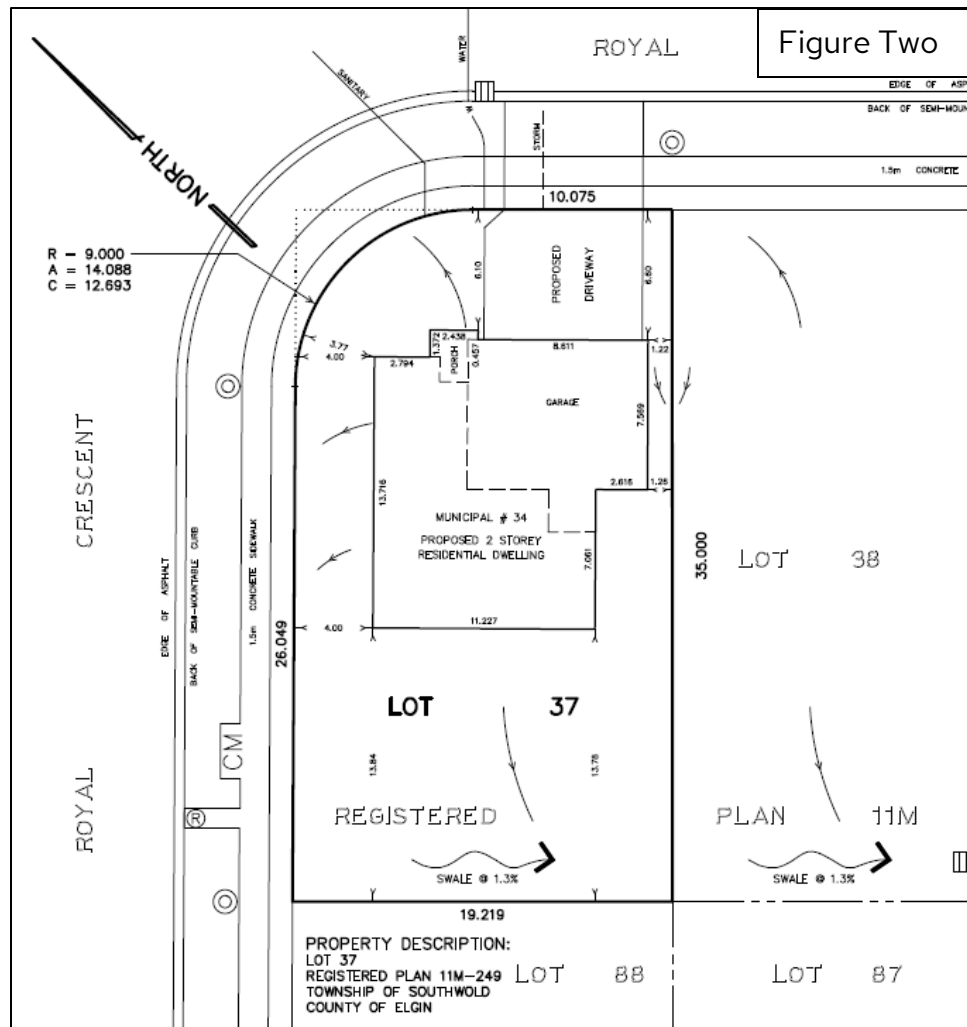 Figure Two
ROYAL
WATER
SANITARY
STORM
EDGE OF ASP
BACK OF SEMI-MOUN
1.5m CONCRETE
NORTH
10.075
R - 9.000
A = 14.088
C = 12.693
6.10
PROPOSED
DRIVEWAY
6.60
3.77
4.00
2.794
1.372
2.438
PORCH
0.457
8.611
1.22
GARAGE
7.569
2.616
1.26
13.716
MUNICIPAL # 34
PROPOSED 2 STOREY
RESIDENTIAL DWELLING
7.061
11.227
4.00
35.000
LOT 38
CRESCENT
EDGE OF ASPHALT
BACK OF SEMI-MOUNTABLE CURB
1.5m CONCRETE SIDEWALK
26.049
LOT 37
CM
R
ROYAL
13.84
13.78
REGISTERED PLAN 11M
SWALE @ 1.3%
SWALE @ 1.3%
19.219
PROPERTY DESCRIPTION:
LOT 37
REGISTERED PLAN 11M-249
TOWNSHIP OF SOUTHWOLD
COUNTY OF ELGIN
LOT 88
LOT 87